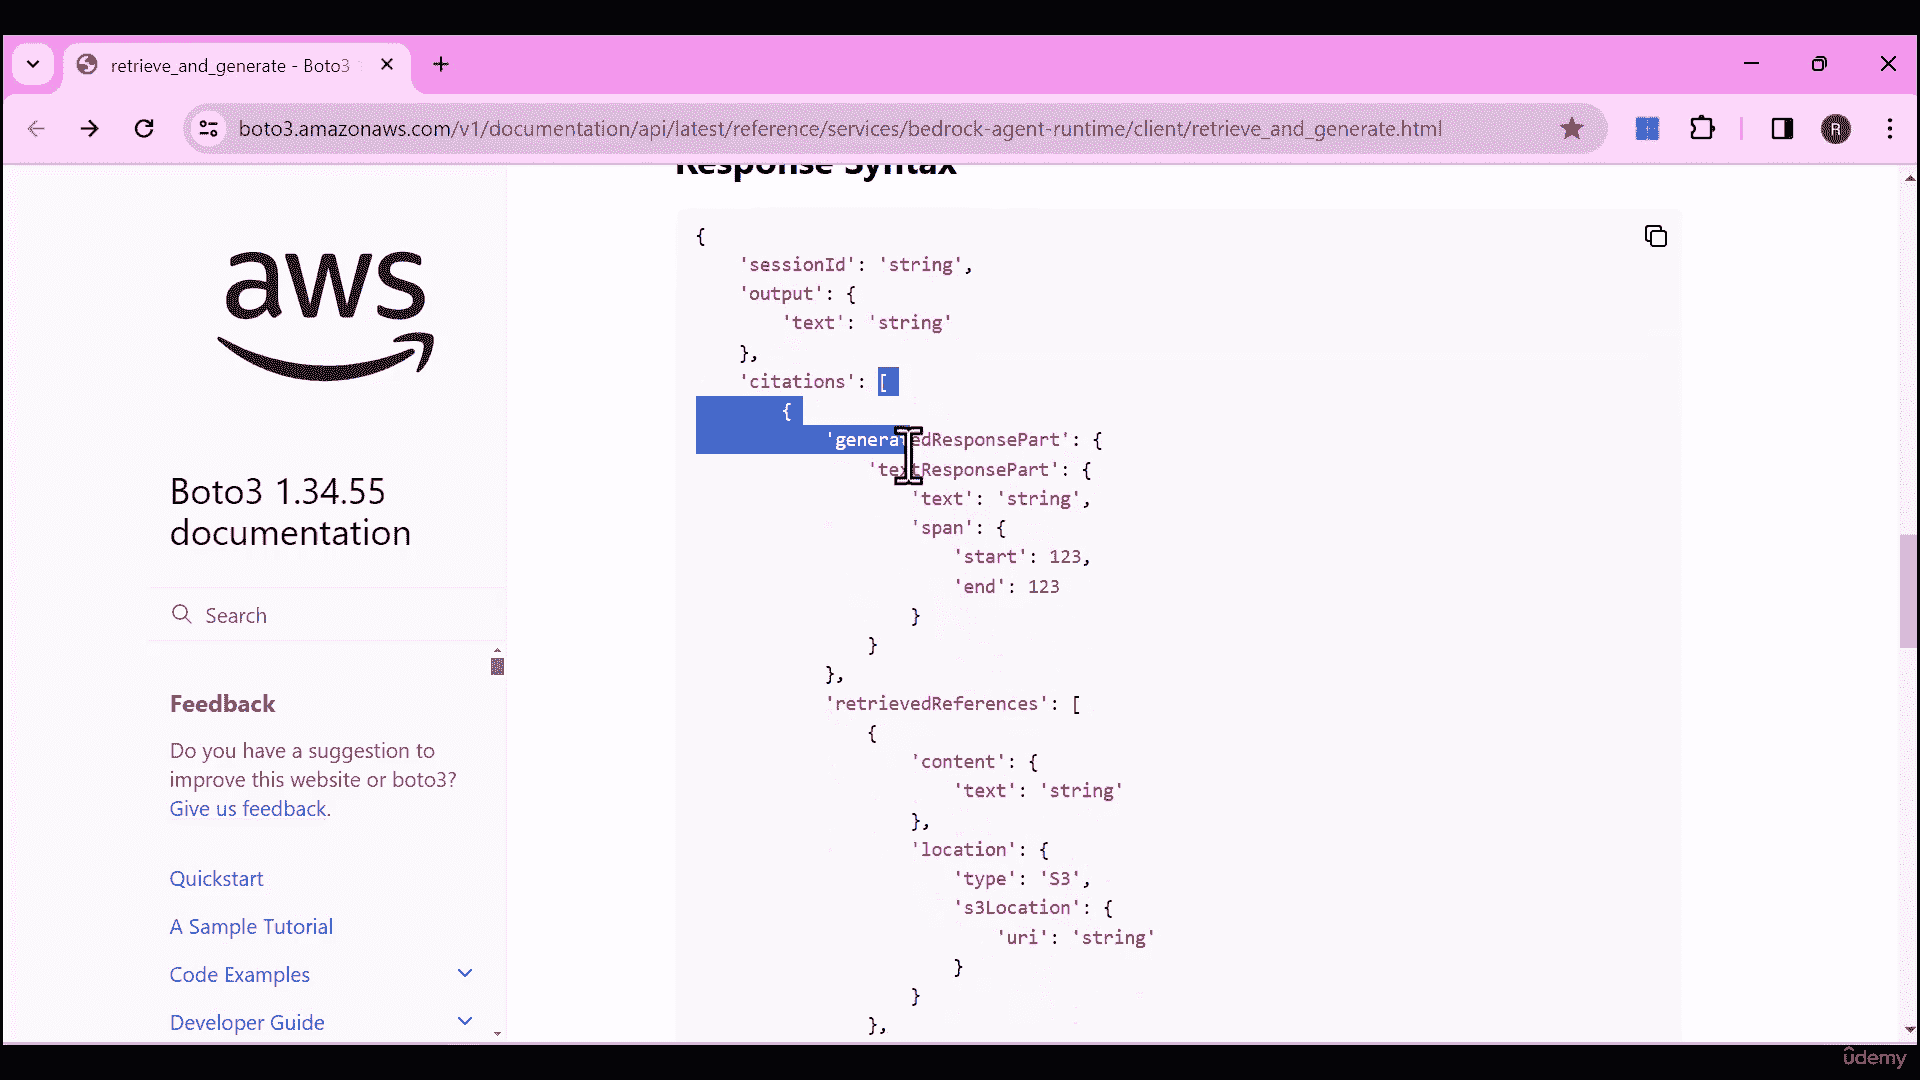 retrieve_and_generate - Boto3
boto3.amazonaws.com/v1/documentation/api/latest/reference/services/bedrock-agent-runtime/client/retrieve_and_generate.html
R
Response Syntax
aws
Boto3 1.34.55
documentation
Search
Feedback
Do you have a suggestion to
improve this website or boto3?
Give us feedback.
Quickstart
A Sample Tutorial
Code Examples
Developer Guide
{
'sessionId': 'string',
'output': {
'text': 'string'
},
'citations': [
{
'generatedResponsePart': {
'textResponsePart': {
'text': 'string',
'span': {
'start': 123,
'end': 123
}
}
},
'retrievedReferences': [
{
'content': {
'text': 'string'
},
'location': {
'type': 'S3',
's3Location': {
'uri': 'string'
}
}
},
ûdemy